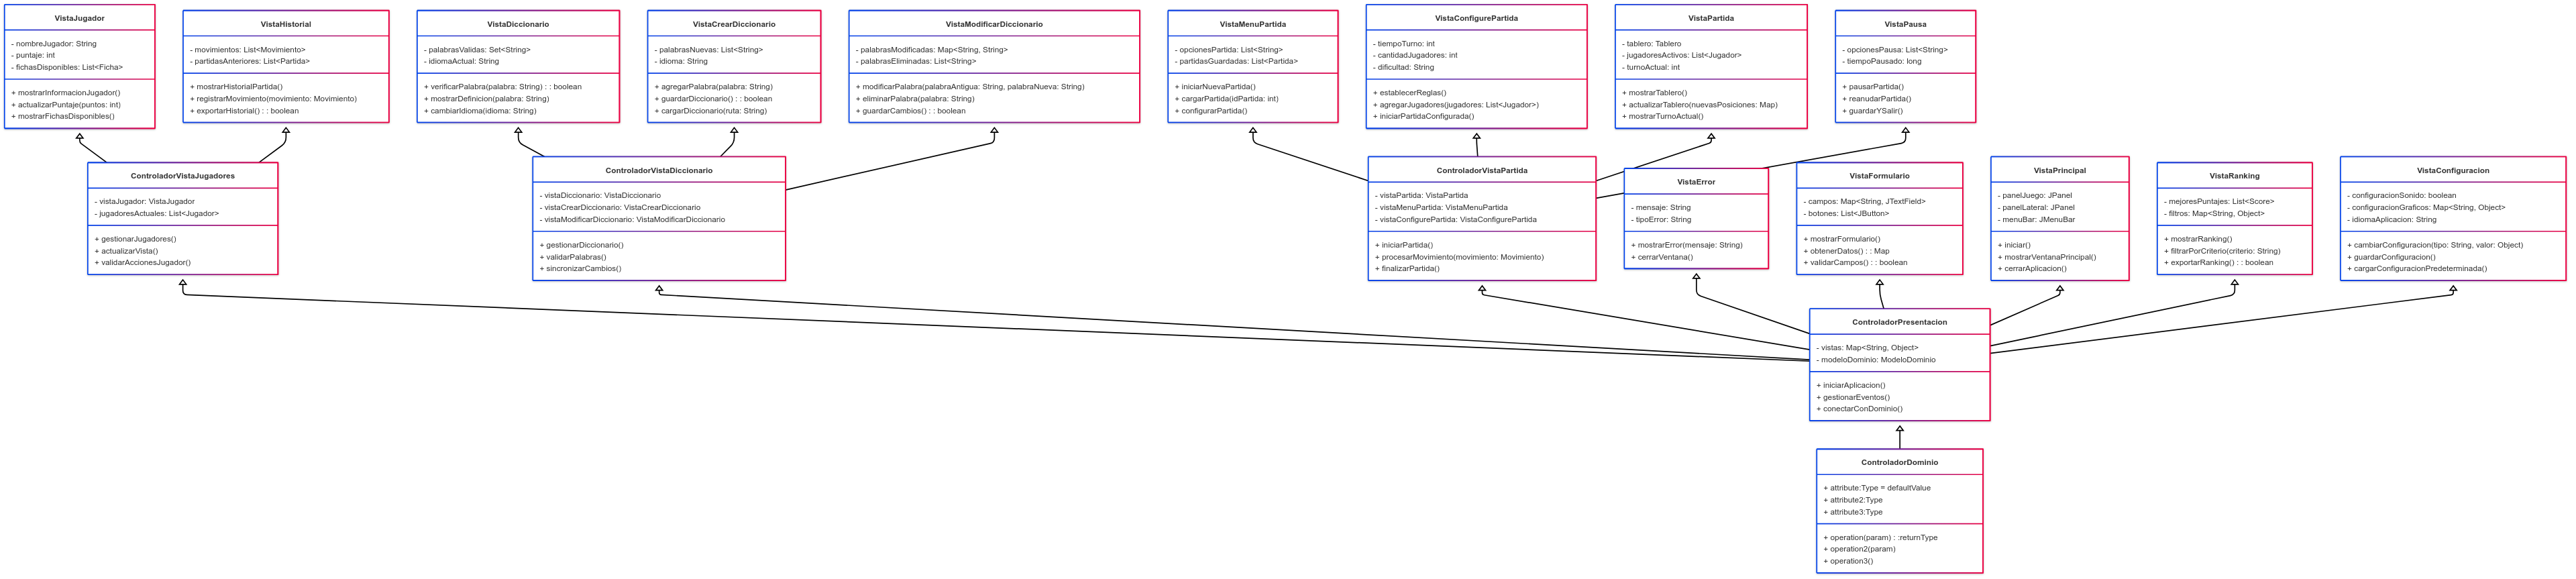 VistaJugador
- nombreJugador: String
- puntaje: int
- fichasDisponibles: List<Ficha>
+ mostrarInformacionJugador()
+ actualizarPuntaje(puntos: int)
+ mostrarFichasDisponibles()
VistaHistorial
- movimientos: List<Movimiento>
- partidasAnteriores: List<Partida>
+ mostrarHistorialPartida()
+ registrarMovimiento(movimiento: Movimiento)
+ exportarHistorial() : : boolean
VistaDiccionario
- palabrasValidas: Set<String>
- idiomaActual: String
+ verificarPalabra(palabra: String) : : boolean
+ mostrarDefinicion(palabra: String)
+ cambiarIdioma(idioma: String)
VistaCrearDiccionario
- palabrasNuevas: List<String>
- idioma: String
+ agregarPalabra(palabra: String)
+ guardarDiccionario() : : boolean
+ cargarDiccionario(ruta: String)
VistaModificarDiccionario
- palabrasModificadas: Map<String, String>
- palabrasEliminadas: List<String>
+ modificarPalabra(palabraAntigua: String, palabraNueva: String)
+ eliminarPalabra(palabra: String)
+ guardarCambios() : : boolean
VistaMenuPartida
- opcionesPartida: List<String>
- partidasGuardadas: List<Partida>
+ iniciarNuevaPartida()
+ cargarPartida(idPartida: int)
+ configurarPartida()
VistaConfigurePartida
- tiempoTurno: int
- cantidadJugadores: int
- dificultad: String
+ establecerReglas()
+ agregarJugadores(jugadores: List<Jugador>)
+ iniciarPartidaConfigurada()
VistaPartida
- tablero: Tablero
- jugadoresActivos: List<Jugador>
- turnoActual: int
+ mostrarTablero()
+ actualizarTablero(nuevasPosiciones: Map)
+ mostrarTurnoActual()
VistaPausa
- opcionesPausa: List<String>
- tiempoPausado: long
+ pausarPartida()
+ reanudarPartida()
+ guardarYSalir()
ControladorVistaJugadores
- vistaJugador: VistaJugador
- jugadoresActuales: List<Jugador>
+ gestionarJugadores()
+ actualizarVista()
+ validarAccionesJugador()
ControladorVistaDiccionario
- vistaDiccionario: VistaDiccionario
- vistaCrearDiccionario: VistaCrearDiccionario
- vistaModificarDiccionario: VistaModificarDiccionario
+ gestionarDiccionario()
+ validarPalabras()
+ sincronizarCambios()
ControladorVistaPartida
- vistaPartida: VistaPartida
- vistaMenuPartida: VistaMenuPartida
- vistaConfigurePartida: VistaConfigurePartida
+ iniciarPartida()
+ procesarMovimiento(movimiento: Movimiento)
+ finalizarPartida()
VistaError
- mensaje: String
- tipoError: String
+ mostrarError(mensaje: String)
+ cerrarVentana()
VistaFormulario
- campos: Map<String, JTextField>
- botones: List<JButton>
+ mostrarFormulario()
+ obtenerDatos() : : Map
+ validarCampos() : : boolean
VistaPrincipal
- panelJuego: JPanel
- panelLateral: JPanel
- menuBar: JMenuBar
+ iniciar()
+ mostrarVentanaPrincipal()
+ cerrarAplicacion()
VistaRanking
- mejoresPuntajes: List<Score>
- filtros: Map<String, Object>
+ mostrarRanking()
+ filtrarPorCriterio(criterio: String)
+ exportarRanking() : : boolean
VistaConfiguracion
- configuracionSonido: boolean
- configuracionGraficos: Map<String, Object>
- idiomaAplicacion: String
+ cambiarConfiguracion(tipo: String, valor: Object)
+ guardarConfiguracion()
+ cargarConfiguracionPredeterminada()
ControladorPresentacion
- vistas: Map<String, Object>
- modeloDominio: ModeloDominio
+ iniciarAplicacion()
+ gestionarEventos()
+ conectarConDominio()
ControladorDominio
+ attribute:Type = defaultValue
+ attribute2:Type
+ attribute3:Type
+ operation(param) : :returnType
+ operation2(param)
+ operation3()